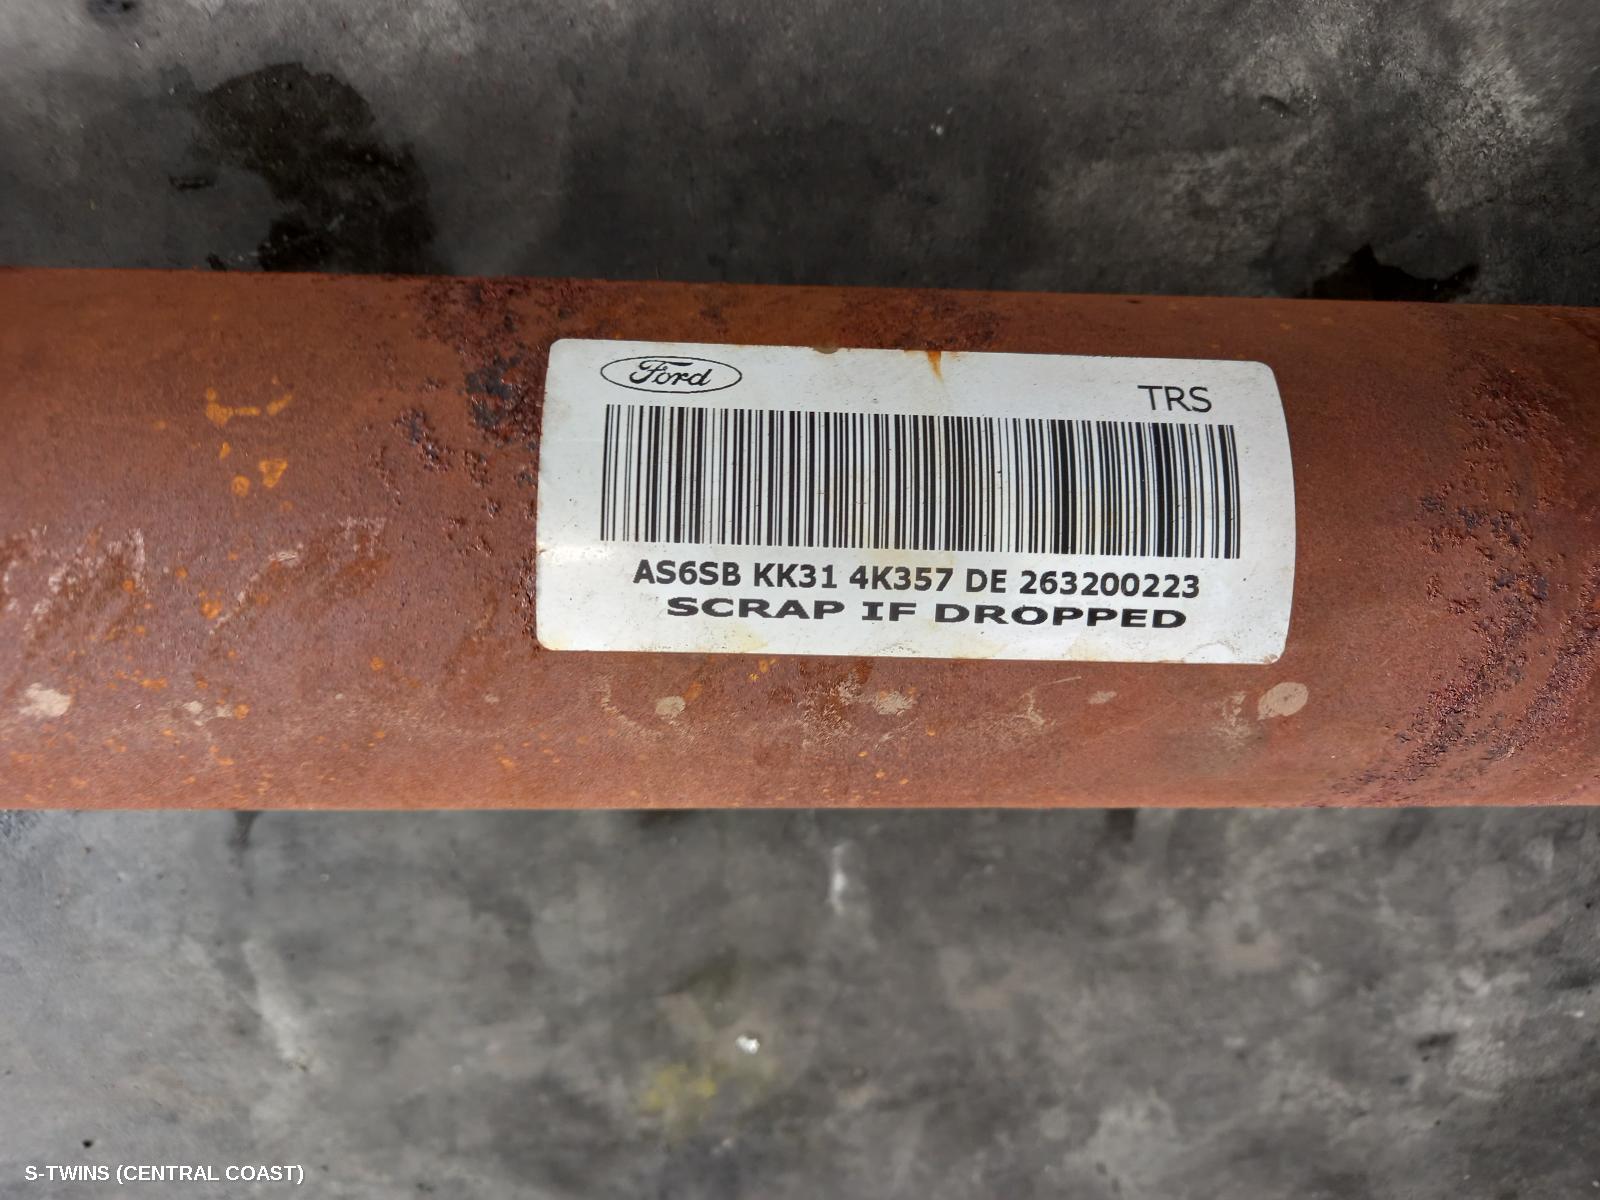 Ford
TRS
AS6SB KK31 4K357 DE 263200223
SCRAP IF DROPPED
S-TWINS (CENTRAL COAST)